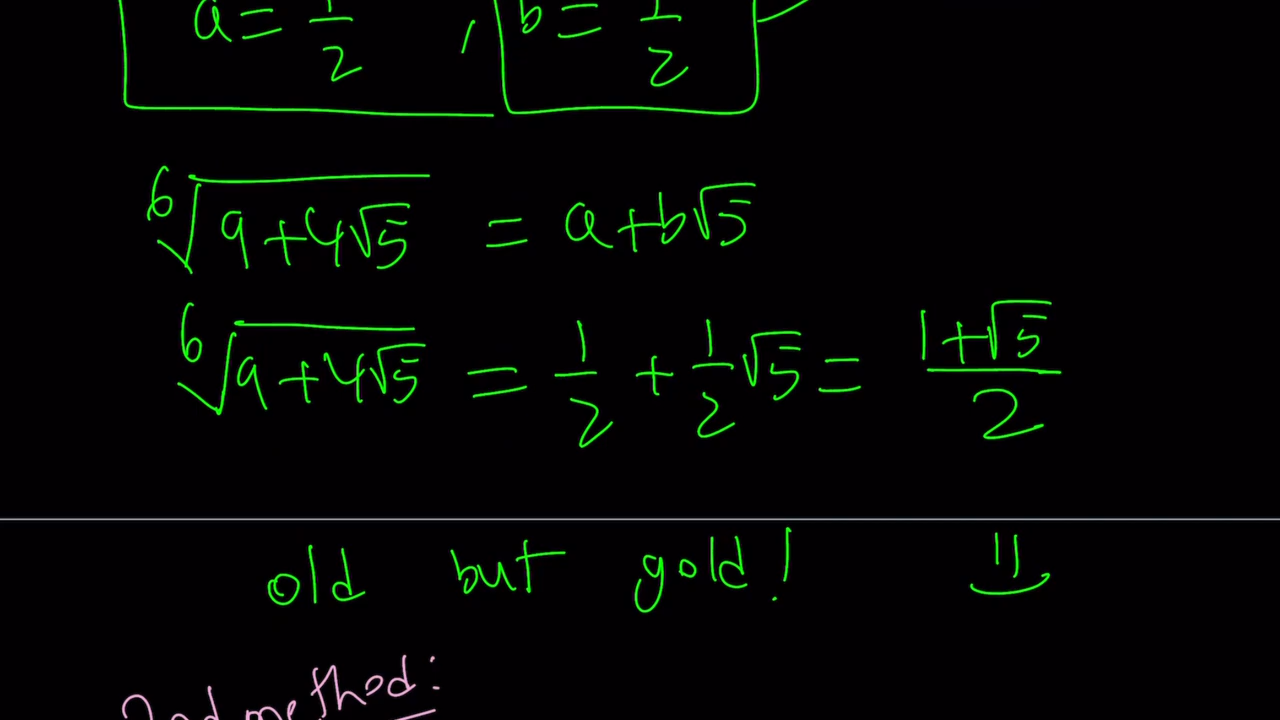 a = 1/2 , b = 1/2
⁶√(9+4√5) = a+b√5
⁶√(9+4√5) = 1/2 + 1/2 √5 = (1+√5)/2
old but gold!
2nd method: